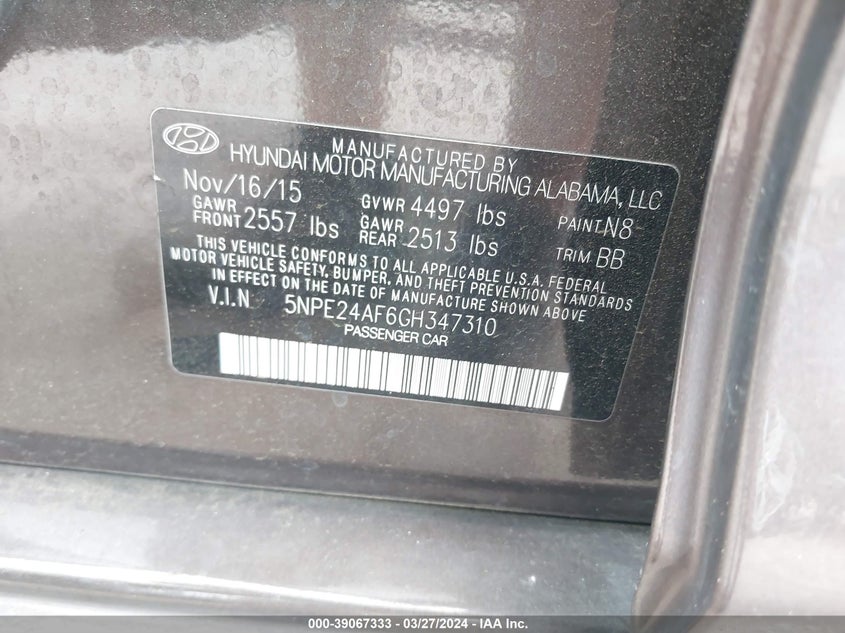 MANUFACTURED BY
HYUNDAI MOTOR MANUFACTURING ALABAMA, LLC
Nov/16/15 GVWR 4497 lbs PAINT N8
GAWR FRONT 2557 lbs GAWR REAR 2513 lbs TRIM BB
THIS VEHICLE CONFORMS TO ALL APPLICABLE U.S.A. FEDERAL
MOTOR VEHICLE SAFETY, BUMPER, AND THEFT PREVENTION STANDARDS
IN EFFECT ON THE DATE OF MANUFACTURE SHOWN ABOVE
V.I.N. 5NPE24AF6GH347310
PASSENGER CAR
000-39067333 - 03/27/2024 - IAA Inc.